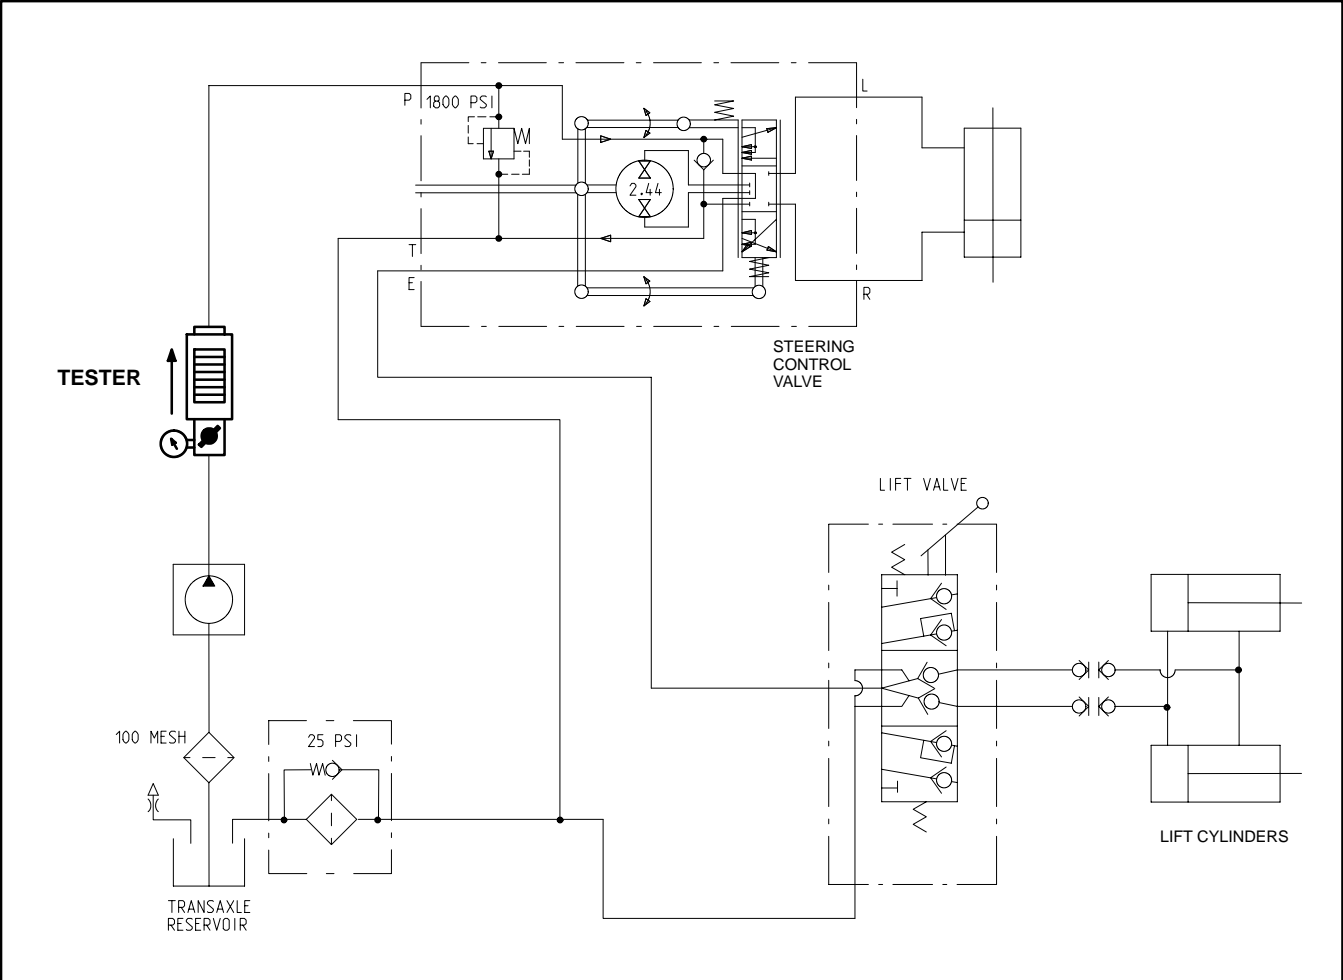 L
P
1800 PSI
2.44
T
E
R
STEERING
CONTROL
VALVE
TESTER
LIFT VALVE
100 MESH
25 PSI
LIFT CYLINDERS
TRANSAXLE
RESERVOIR